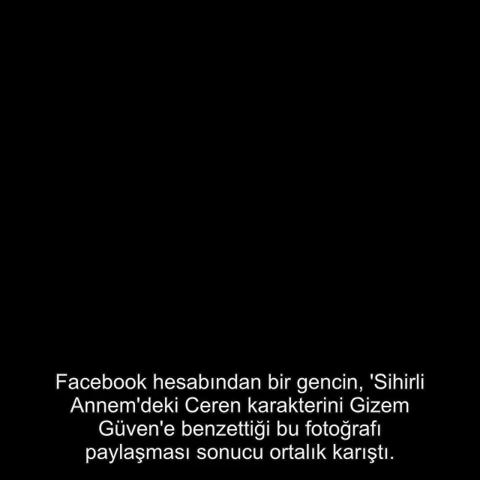 Facebook hesabından bir gencin, 'Sihirli
Annem'deki Ceren karakterini Gizem
Güven'e benzettiği bu fotoğrafı
paylaşması sonucu ortalık karıştı.